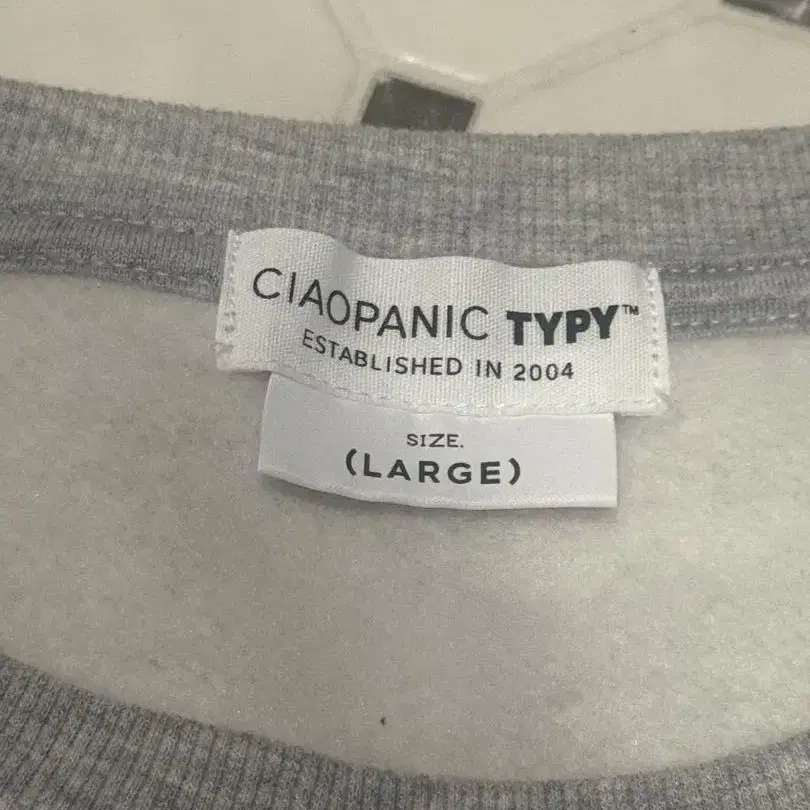 CIAOPANIC TYPY™
ESTABLISHED IN 2004
SIZE.
(LARGE)